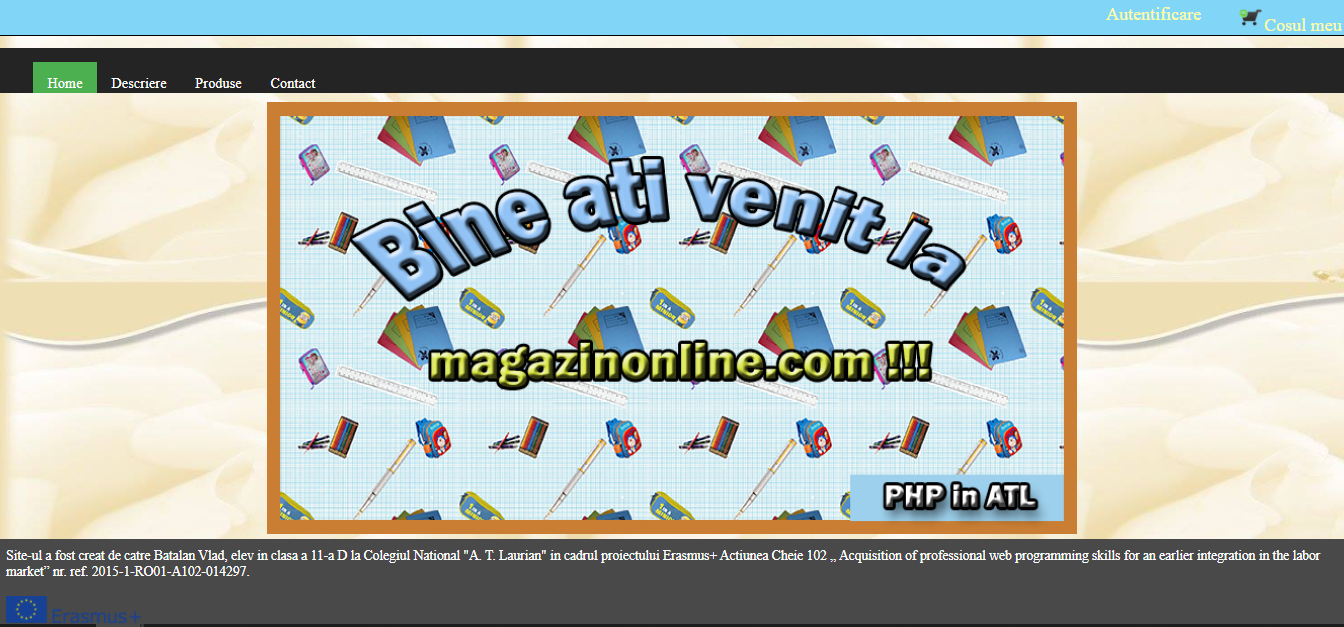 Autentificare
Cosul meu
Home Descriere Produse Contact
Bine ati venit la
magazinonline.com !!!
PHP in ATL
Site-ul a fost creat de catre Batalan Vlad, elev in clasa a 11-a D la Colegiul National "A. T. Laurian" in cadrul proiectului Erasmus+ Actiunea Cheie 102 „ Acquisition of professional web programming skills for an earlier integration in the labor
market” nr. ref. 2015-1-RO01-A102-014297.
Erasmus+